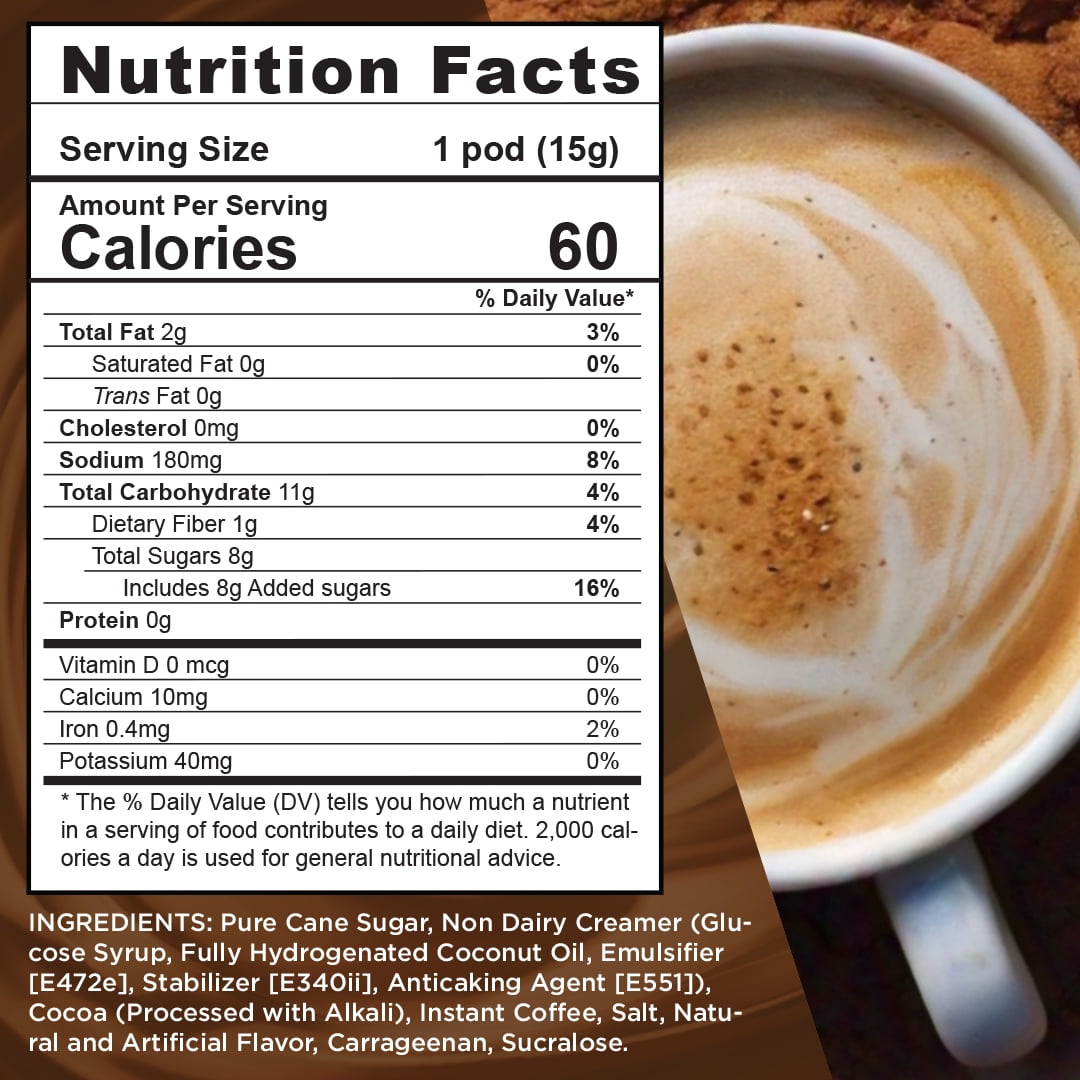 Nutrition Facts
Serving Size 1 pod (15g)
Amount Per Serving
Calories 60
% Daily Value*
Total Fat 2g 3%
Saturated Fat 0g 0%
Trans Fat 0g
Cholesterol 0mg 0%
Sodium 180mg 8%
Total Carbohydrate 11g 4%
Dietary Fiber 1g 4%
Total Sugars 8g
Includes 8g Added sugars 16%
Protein 0g
Vitamin D 0 mcg 0%
Calcium 10mg 0%
Iron 0.4mg 2%
Potassium 40mg 0%
* The % Daily Value (DV) tells you how much a nutrient
in a serving of food contributes to a daily diet. 2,000 cal-
ories a day is used for general nutritional advice.
INGREDIENTS: Pure Cane Sugar, Non Dairy Creamer (Glu-
cose Syrup, Fully Hydrogenated Coconut Oil, Emulsifier
[E472e], Stabilizer [E340ii], Anticaking Agent [E551]),
Cocoa (Processed with Alkali), Instant Coffee, Salt, Natu-
ral and Artificial Flavor, Carrageenan, Sucralose.